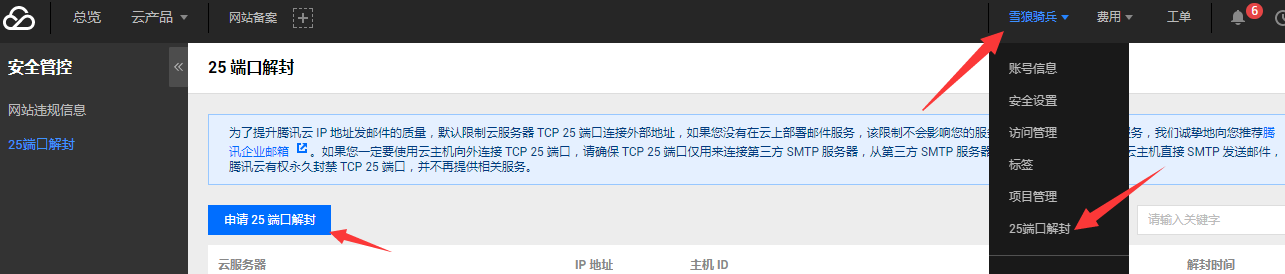 总览 云产品 网站备案 雪狼骑兵 费用 工单 6
安全管控
网站违规信息
25端口解封
25 端口解封
账号信息
安全设置
访问管理
标签
项目管理
25端口解封
为了提升腾讯云 IP 地址发邮件的质量，默认限制云服务器 TCP 25 端口连接外部地址，如果您没有在云上部署邮件服务，该限制不会影响您的服 务，我们诚挚地向您推荐腾
讯企业邮箱 。如果您一定要使用云主机向外连接 TCP 25 端口，请确保 TCP 25 端口仅用来连接第三方 SMTP 服务器，从第三方 SMTP 服务器 云主机直接 SMTP 发送邮件，
腾讯云有权永久封禁 TCP 25 端口，并不再提供相关服务。
申请 25 端口解封 请输入关键字
云服务器 IP 地址 主机 ID 解封时间